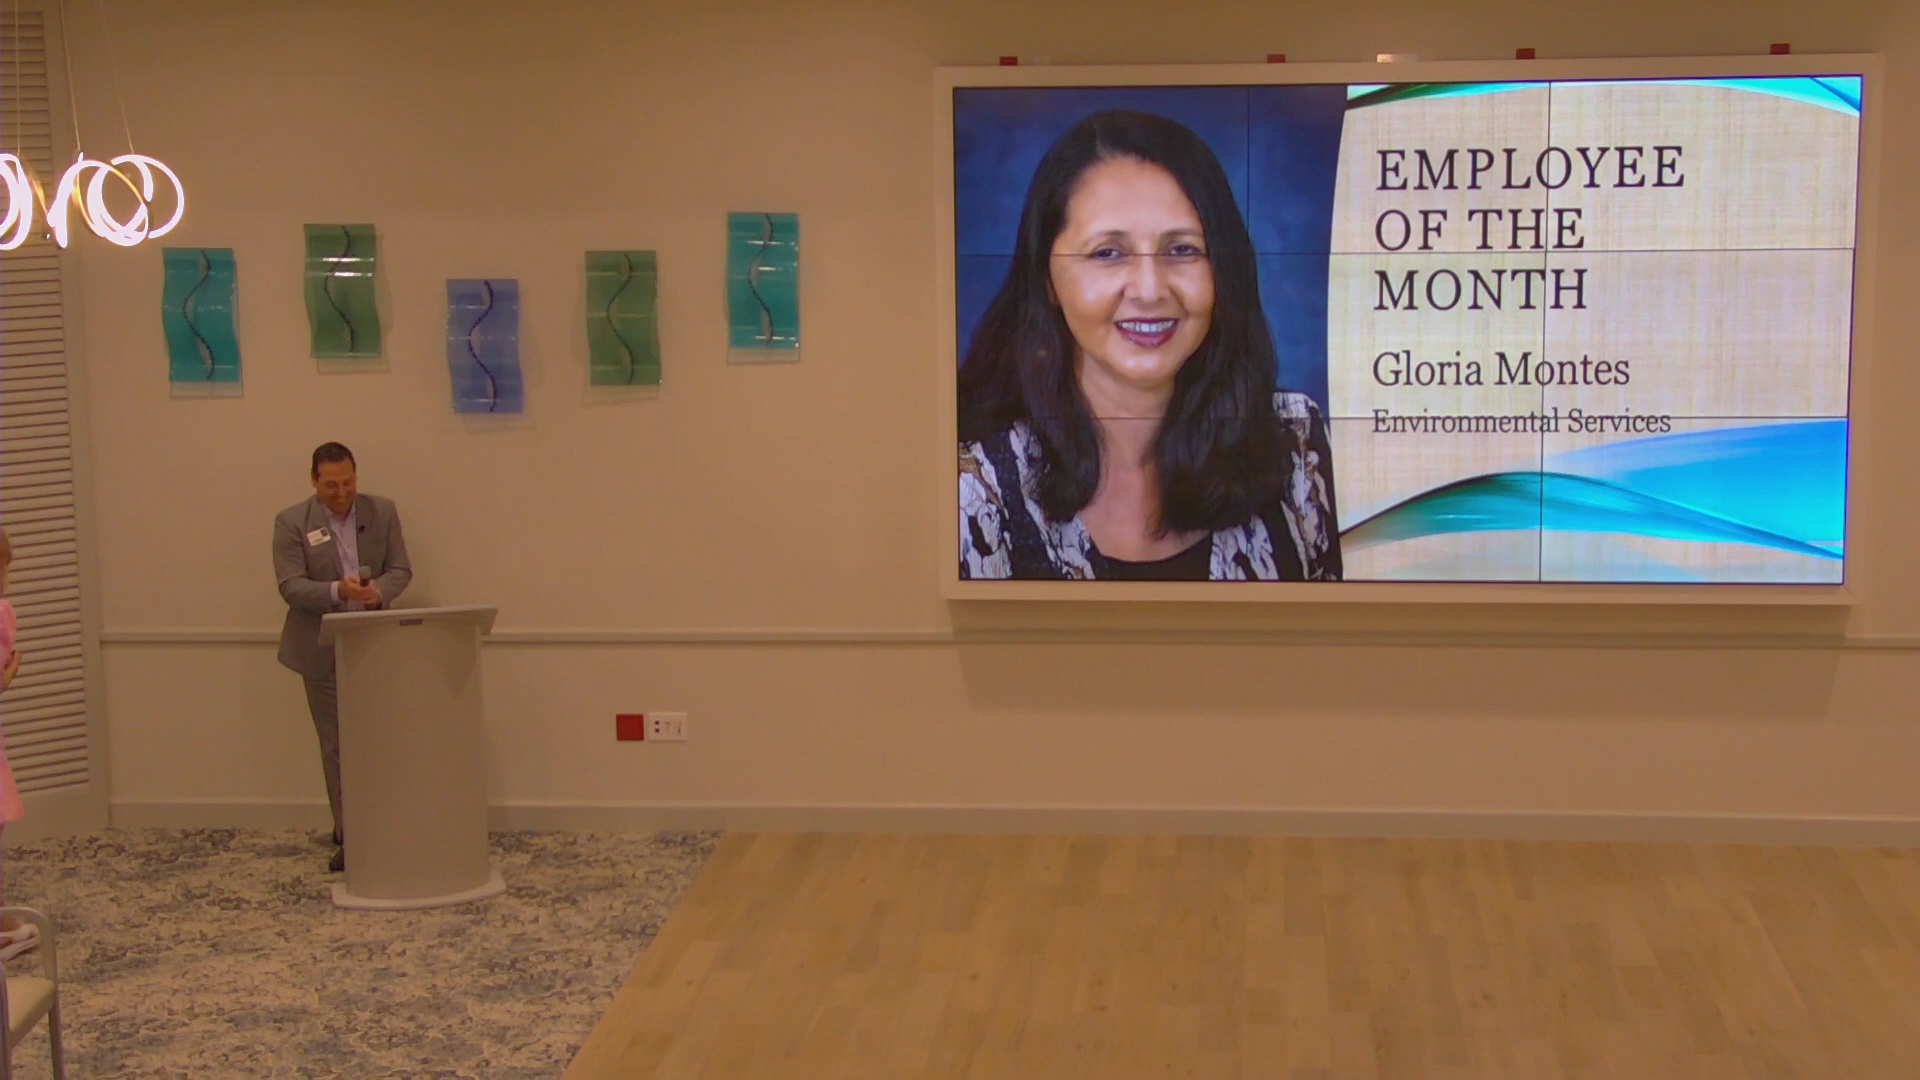 EMPLOYEE
OF THE
MONTH
Gloria Montes
Environmental Services